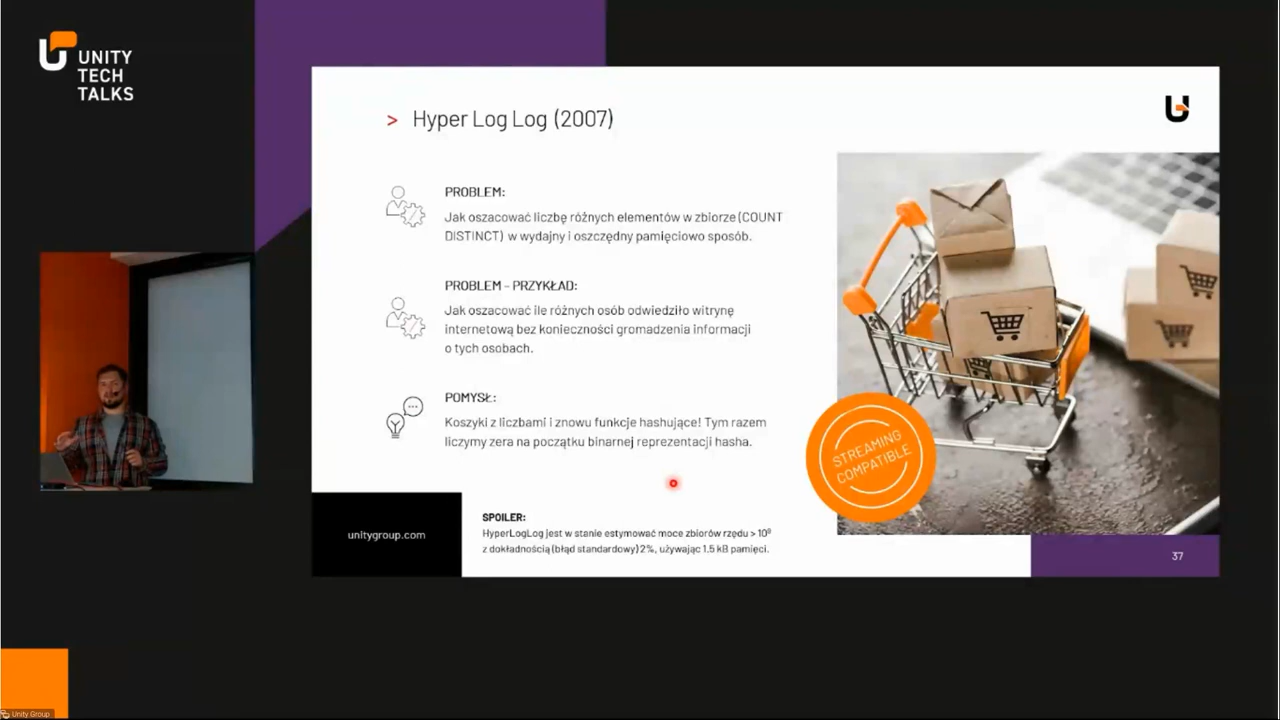 UNITY
TECH
TALKS
> Hyper Log Log (2007)
PROBLEM:
Jak oszacować liczbę różnych elementów w zbiorze (COUNT
DISTINCT) w wydajny i oszczędny pamięciowo sposób.
PROBLEM – PRZYKŁAD:
Jak oszacować ile różnych osób odwiedziło witrynę
internetową bez konieczności gromadzenia informacji
o tych osobach.
POMYSŁ:
Koszyki z liczbami i znowu funkcje hashujące! Tym razem
liczymy zera na początku binarnej reprezentacji hasha.
STREAMING
COMPATIBLE
unitygroup.com
SPOILER:
HyperLogLog jest w stanie estymować moce zbiorów rzędu > 10⁹
z dokładnością (błąd standardowy) 2%, używając 1.5 kB pamięci.
37
Unity Group